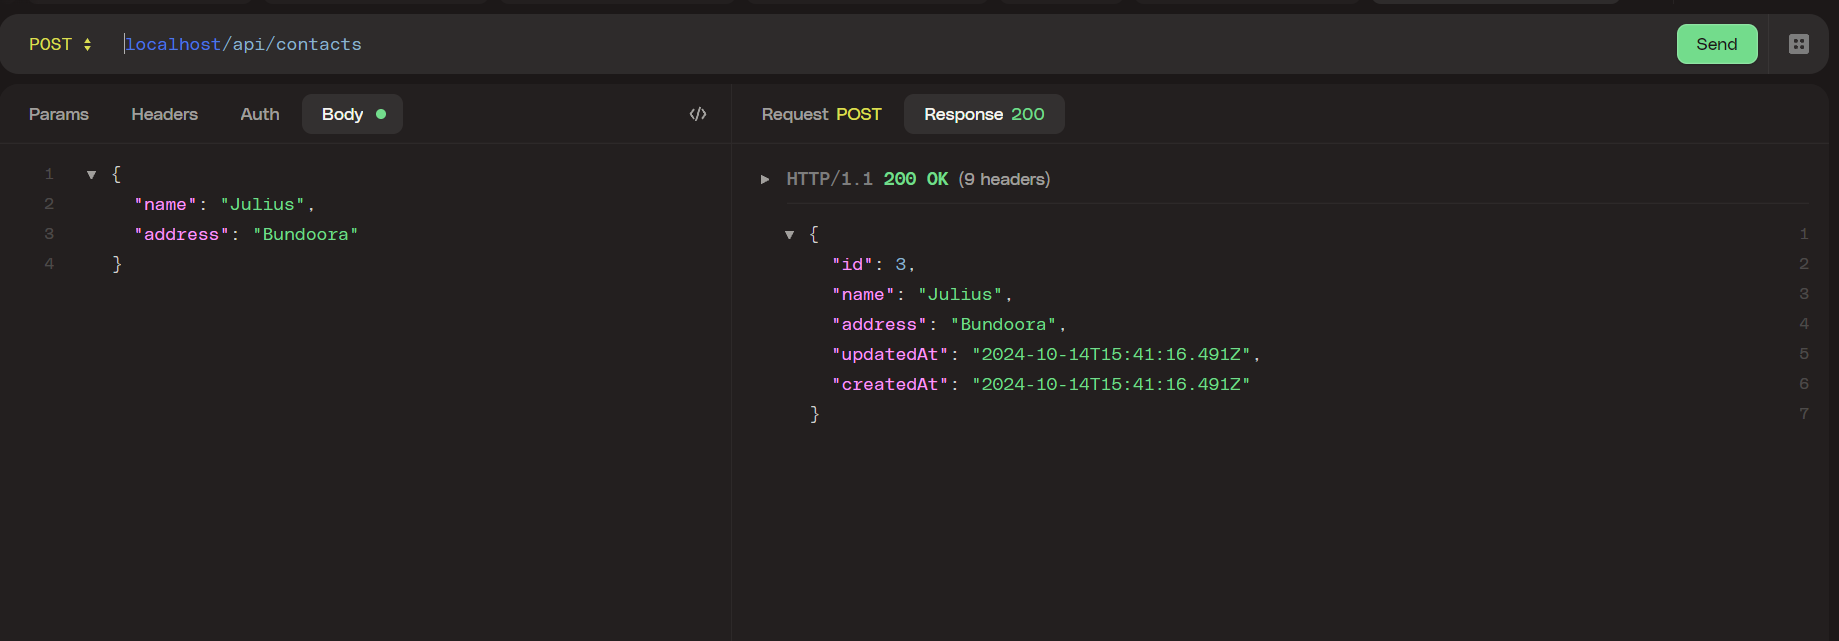 POST localhost/api/contacts Send
Params Headers Auth Body
Request POST Response 200
1 {
2 "name": "Julius",
3 "address": "Bundoora"
4 }
HTTP/1.1 200 OK (9 headers)
{ 1
"id": 3, 2
"name": "Julius", 3
"address": "Bundoora", 4
"updatedAt": "2024-10-14T15:41:16.491Z", 5
"createdAt": "2024-10-14T15:41:16.491Z" 6
} 7